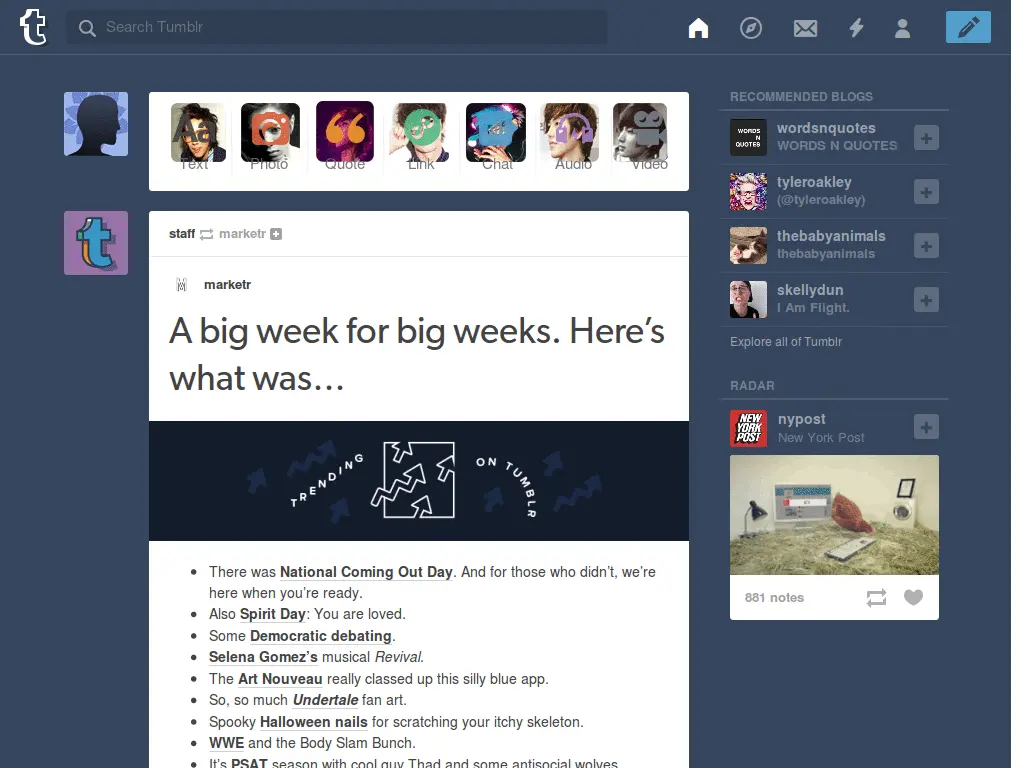 Search Tumblr
Aa
Text
Photo
Quote
Link
Chat
Audio
Video
staff marketr
marketr
A big week for big weeks. Here’s
what was…
TRENDING ON TUMBLR
There was National Coming Out Day. And for those who didn’t, we’re
here when you’re ready.
Also Spirit Day: You are loved.
Some Democratic debating.
Selena Gomez’s musical Revival.
The Art Nouveau really classed up this silly blue app.
So, so much Undertale fan art.
Spooky Halloween nails for scratching your itchy skeleton.
WWE and the Body Slam Bunch.
It’s PSAT season with cool guy Thad and some antisocial wolves
RECOMMENDED BLOGS
WORDS
N
QUOTES
wordsnquotes
WORDS N QUOTES
tyleroakley
(@tyleroakley)
thebabyanimals
thebabyanimals
skellydun
I Am Flight.
Explore all of Tumblr
RADAR
NEW
YORK
POST
nypost
New York Post
881 notes